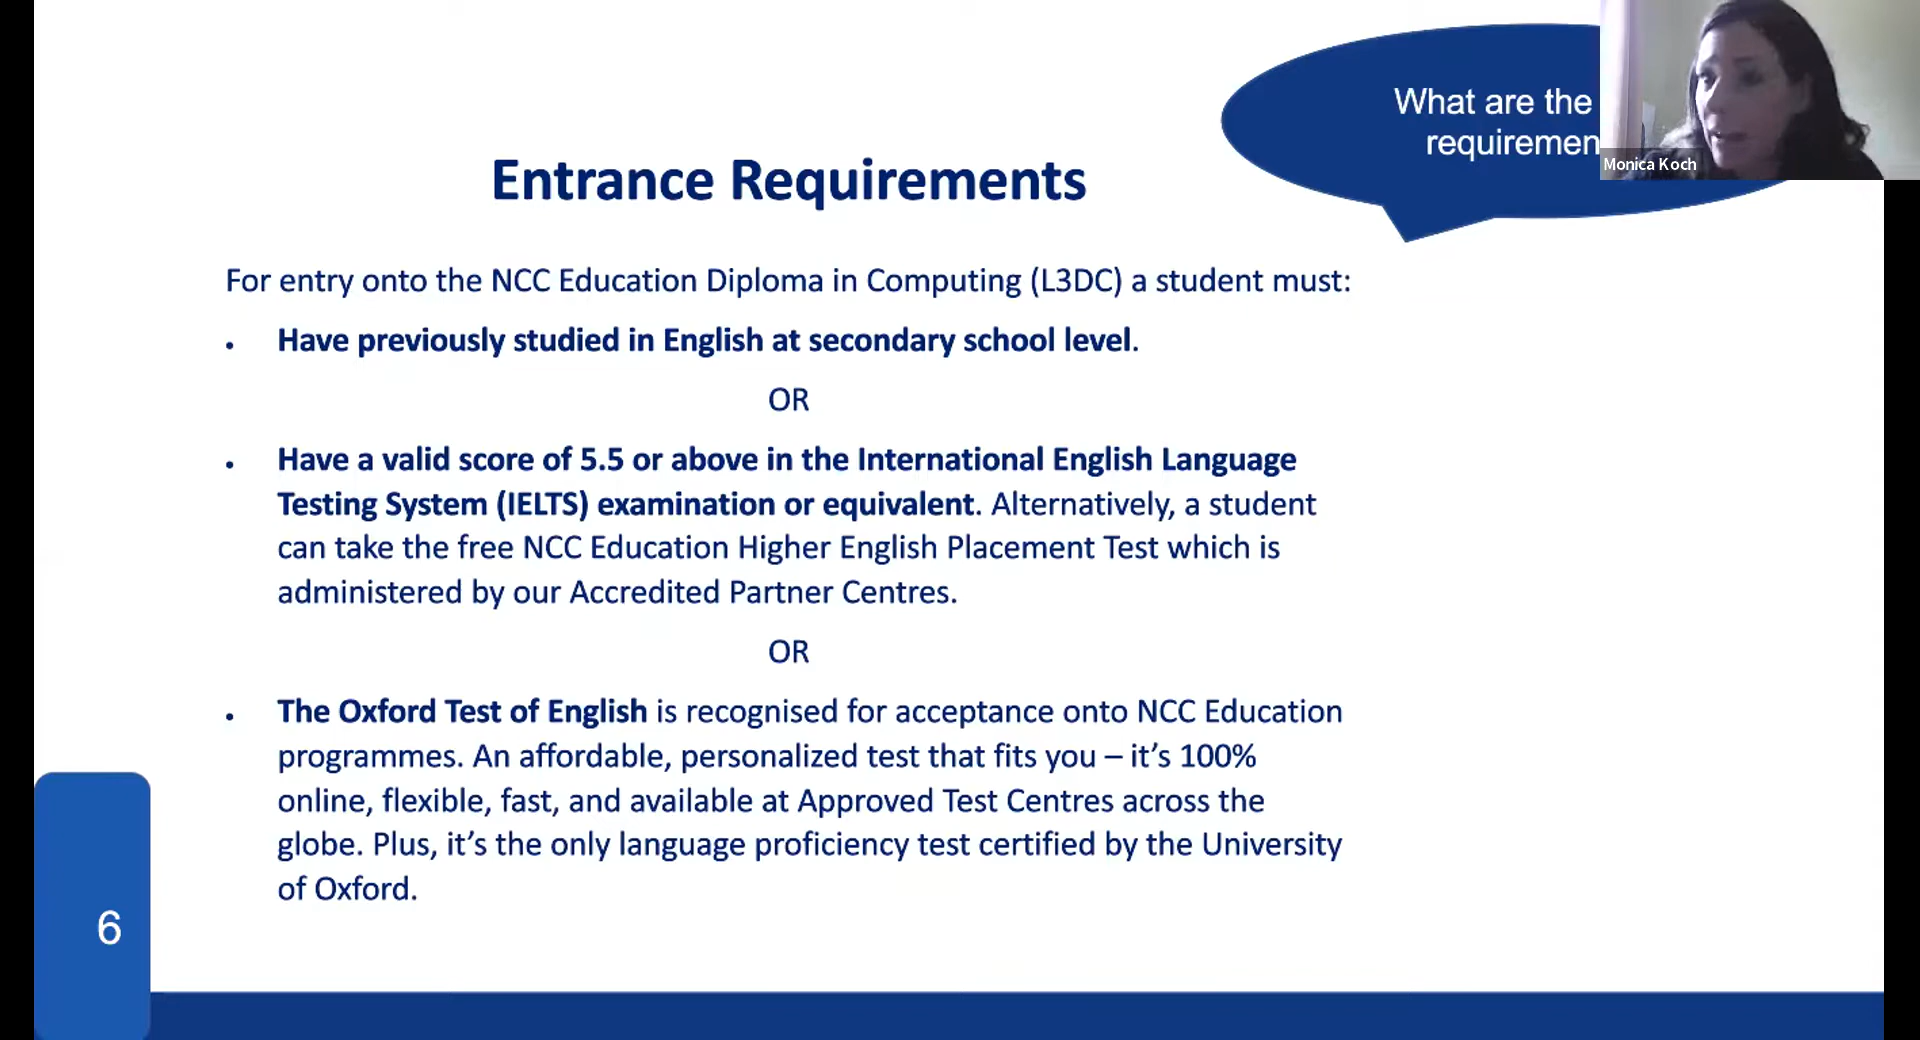 What are the
requiremen
Monica Koch
Entrance Requirements
For entry onto the NCC Education Diploma in Computing (L3DC) a student must:
• Have previously studied in English at secondary school level.
OR
• Have a valid score of 5.5 or above in the International English Language
Testing System (IELTS) examination or equivalent. Alternatively, a student
can take the free NCC Education Higher English Placement Test which is
administered by our Accredited Partner Centres.
OR
• The Oxford Test of English is recognised for acceptance onto NCC Education
programmes. An affordable, personalized test that fits you – it’s 100%
online, flexible, fast, and available at Approved Test Centres across the
globe. Plus, it’s the only language proficiency test certified by the University
of Oxford.
6